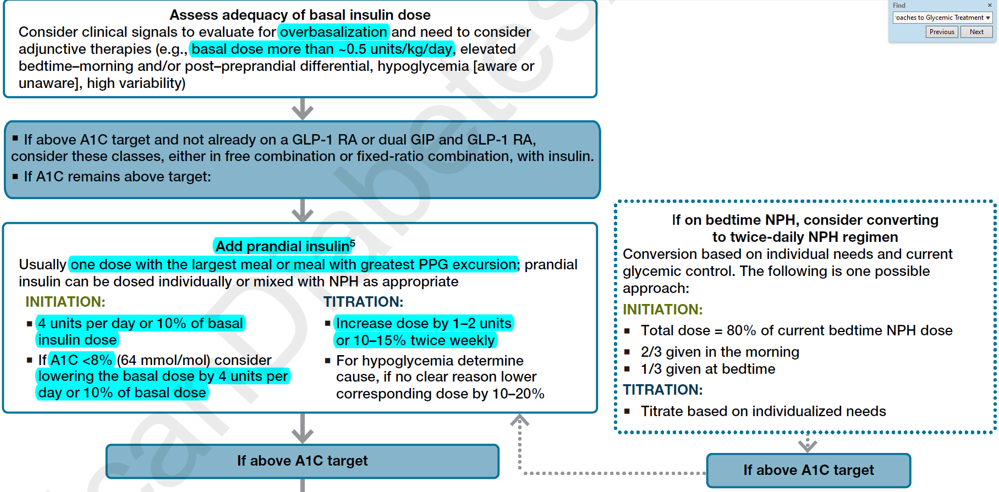 Assess adequacy of basal insulin dose
Consider clinical signals to evaluate for overbasalization and need to consider
adjunctive therapies (e.g., basal dose more than ~0.5 units/kg/day, elevated
bedtime–morning and/or post–preprandial differential, hypoglycemia [aware or
unaware], high variability)
Find ×
oaches to Glycemic Treatment
Previous Next
▪ If above A1C target and not already on a GLP-1 RA or dual GIP and GLP-1 RA,
consider these classes, either in free combination or fixed-ratio combination, with insulin.
▪ If A1C remains above target:
Add prandial insulin⁵
Usually one dose with the largest meal or meal with greatest PPG excursion; prandial
insulin can be dosed individually or mixed with NPH as appropriate
INITIATION:
▪ 4 units per day or 10% of basal
insulin dose
▪ If A1C <8% (64 mmol/mol) consider
lowering the basal dose by 4 units per
day or 10% of basal dose
TITRATION:
▪ Increase dose by 1–2 units
or 10–15% twice weekly
▪ For hypoglycemia determine
cause, if no clear reason lower
corresponding dose by 10–20%
If above A1C target
If on bedtime NPH, consider converting
to twice-daily NPH regimen
Conversion based on individual needs and current
glycemic control. The following is one possible
approach:
INITIATION:
▪ Total dose = 80% of current bedtime NPH dose
▪ 2/3 given in the morning
▪ 1/3 given at bedtime
TITRATION:
▪ Titrate based on individualized needs
If above A1C target
can Diabetes